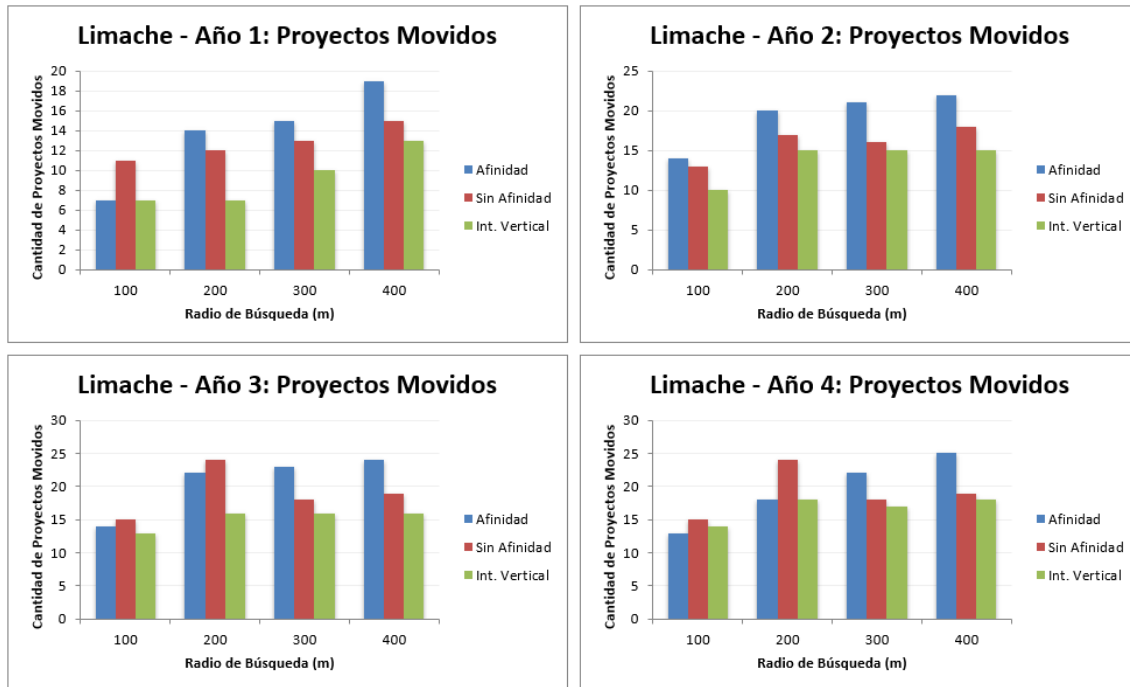 Limache - Año 1: Proyectos Movidos
Cantidad de Proyectos Movidos
20
18
16
14
12
10
8
6
4
2
0
100 200 300 400
Radio de Búsqueda (m)
Afinidad
Sin Afinidad
Int. Vertical
Limache - Año 2: Proyectos Movidos
Cantidad de Proyectos Movidos
25
20
15
10
5
0
100 200 300 400
Radio de Búsqueda (m)
Afinidad
Sin Afinidad
Int. Vertical
Limache - Año 3: Proyectos Movidos
Cantidad de Proyectos Movidos
30
25
20
15
10
5
0
100 200 300 400
Radio de Búsqueda (m)
Afinidad
Sin Afinidad
Int. Vertical
Limache - Año 4: Proyectos Movidos
Cantidad de Proyectos Movidos
30
25
20
15
10
5
0
100 200 300 400
Radio de Búsqueda (m)
Afinidad
Sin Afinidad
Int. Vertical